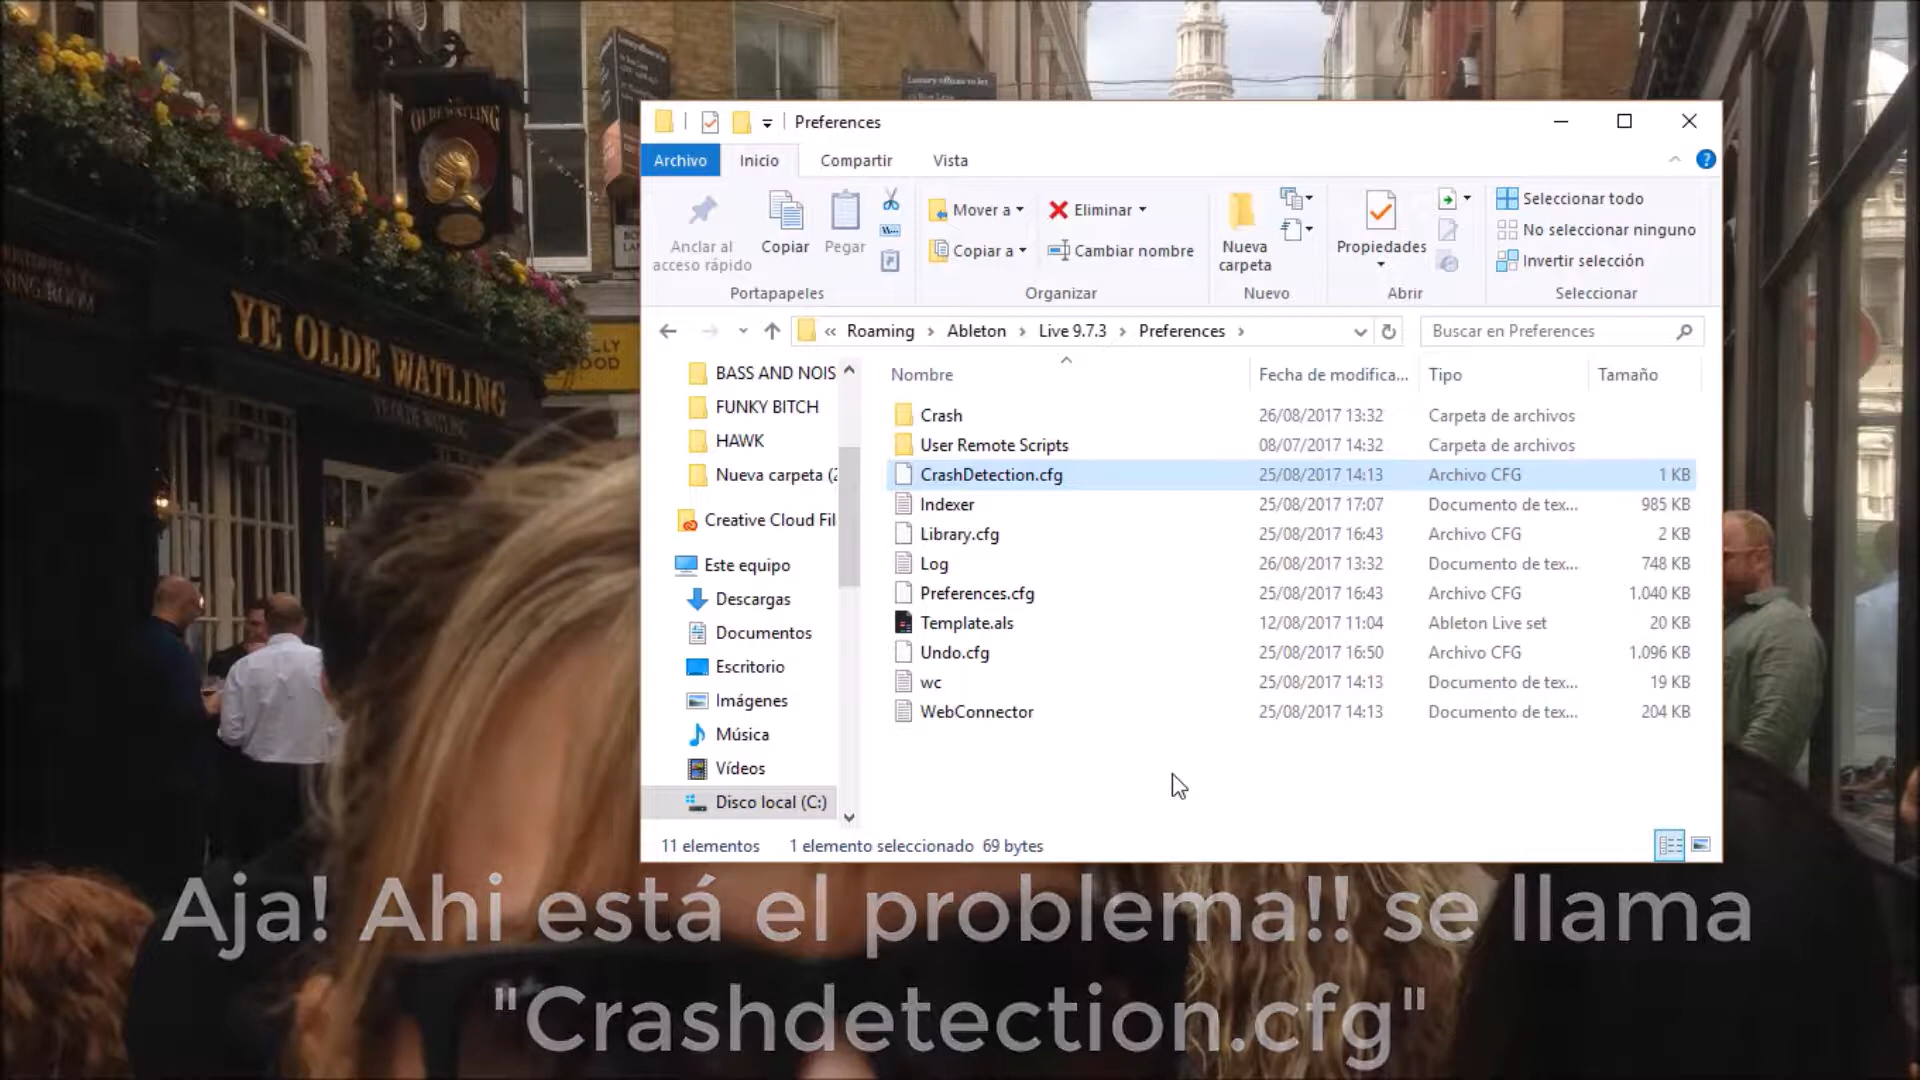 OLDE WATLING
Luxury offices to let
YE OLDE WATLING
Preferences
Archivo
Inicio
Compartir
Vista
Anclar al
acceso rápido
Copiar
Pegar
Mover a
Copiar a
Eliminar
Cambiar nombre
Nueva
carpeta
Propiedades
Seleccionar todo
No seleccionar ninguno
Invertir selección
Portapapeles
Organizar
Nuevo
Abrir
Seleccionar
« Roaming › Ableton › Live 9.7.3 › Preferences ›
Buscar en Preferences
BASS AND NOIS
FUNKY BITCH
HAWK
Nueva carpeta (2
Creative Cloud Fil
Este equipo
Descargas
Documentos
Escritorio
Imágenes
Música
Vídeos
Disco local (C:)
Nombre Fecha de modifica... Tipo Tamaño
Crash 26/08/2017 13:32 Carpeta de archivos
User Remote Scripts 08/07/2017 14:32 Carpeta de archivos
CrashDetection.cfg 25/08/2017 14:13 Archivo CFG 1 KB
Indexer 25/08/2017 17:07 Documento de tex... 985 KB
Library.cfg 25/08/2017 16:43 Archivo CFG 2 KB
Log 26/08/2017 13:32 Documento de tex... 748 KB
Preferences.cfg 25/08/2017 16:43 Archivo CFG 1.040 KB
Template.als 12/08/2017 11:04 Ableton Live set 20 KB
Undo.cfg 25/08/2017 16:50 Archivo CFG 1.096 KB
wc 25/08/2017 14:13 Documento de tex... 19 KB
WebConnector 25/08/2017 14:13 Documento de tex... 204 KB
11 elementos 1 elemento seleccionado 69 bytes
Aja! Ahi está el problema!! se llama
"Crashdetection.cfg"